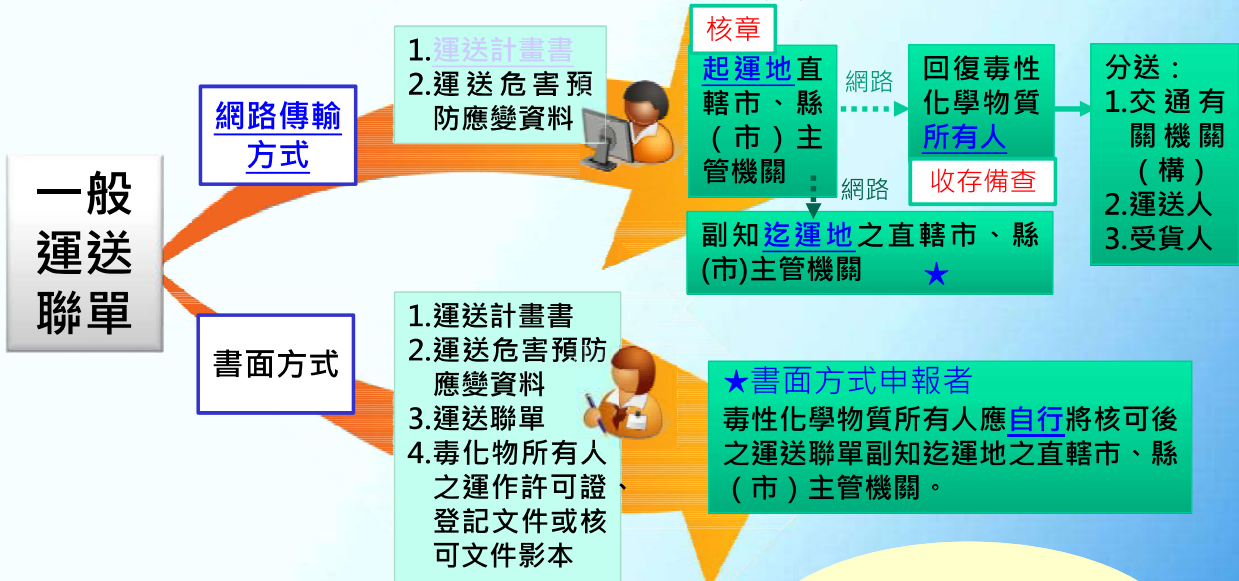 一般
運送
聯單
網路傳輸
方式
1.運送計畫書
2.運送危害預
防應變資料
核章
起運地直
轄市、縣
（市）主
管機關
網路
回復毒性
化學物質
所有人
收存備查
分送：
1.交通有
關機關
（構）
2.運送人
3.受貨人
網路
副知迄運地之直轄市、縣
(市)主管機關 ★
書面方式
1.運送計畫書
2.運送危害預防
應變資料
3.運送聯單
4.毒化物所有人
之運作許可證、
登記文件或核
可文件影本
★書面方式申報者
毒性化學物質所有人應自行將核可後
之運送聯單副知迄運地之直轄市、縣
（市）主管機關。